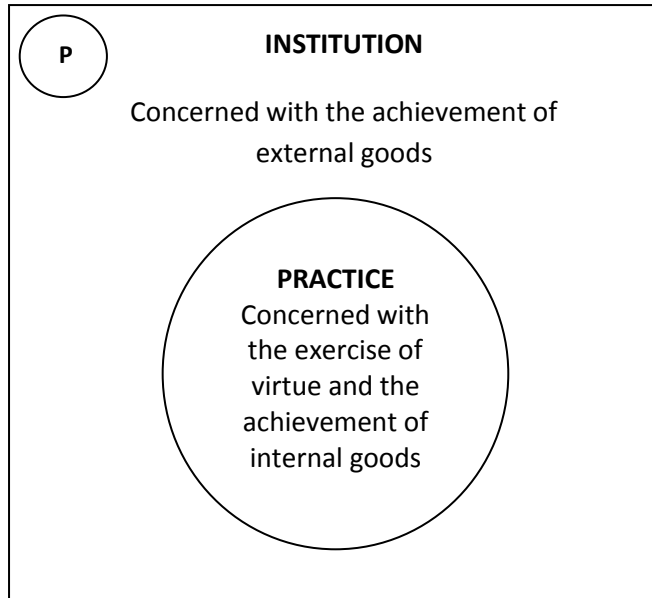 P
INSTITUTION
Concerned with the achievement of
external goods
PRACTICE
Concerned with
the exercise of
virtue and the
achievement of
internal goods